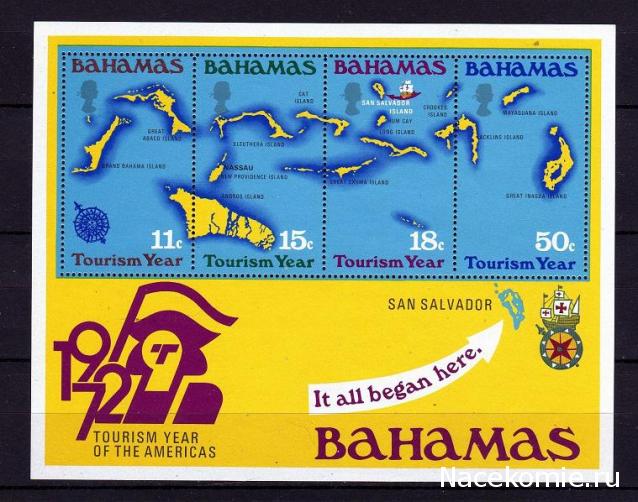 BAHAMAS BAHAMAS BAHAMAS BAHAMAS
CAT
ISLAND
SAN SALVADOR
ISLAND
CROOKED
ISLAND
MAYAGUANA ISLAND
GREAT
ABACO ISLAND
ELEUTHERA ISLAND
RUM CAY
LONG ISLAND
ACKLINS ISLAND
GRAND BAHAMA ISLAND
NASSAU
NEW PROVIDENCE ISLAND
GREAT EXUMA ISLAND
ANDROS ISLAND
GREAT INAGUA ISLAND
11c 15c 18c 50c
Tourism Year Tourism Year Tourism Year Tourism Year
SAN SALVADOR
It all began here.
1972
TOURISM YEAR
OF THE AMERICAS
BAHAMAS
Nacekomie.ru